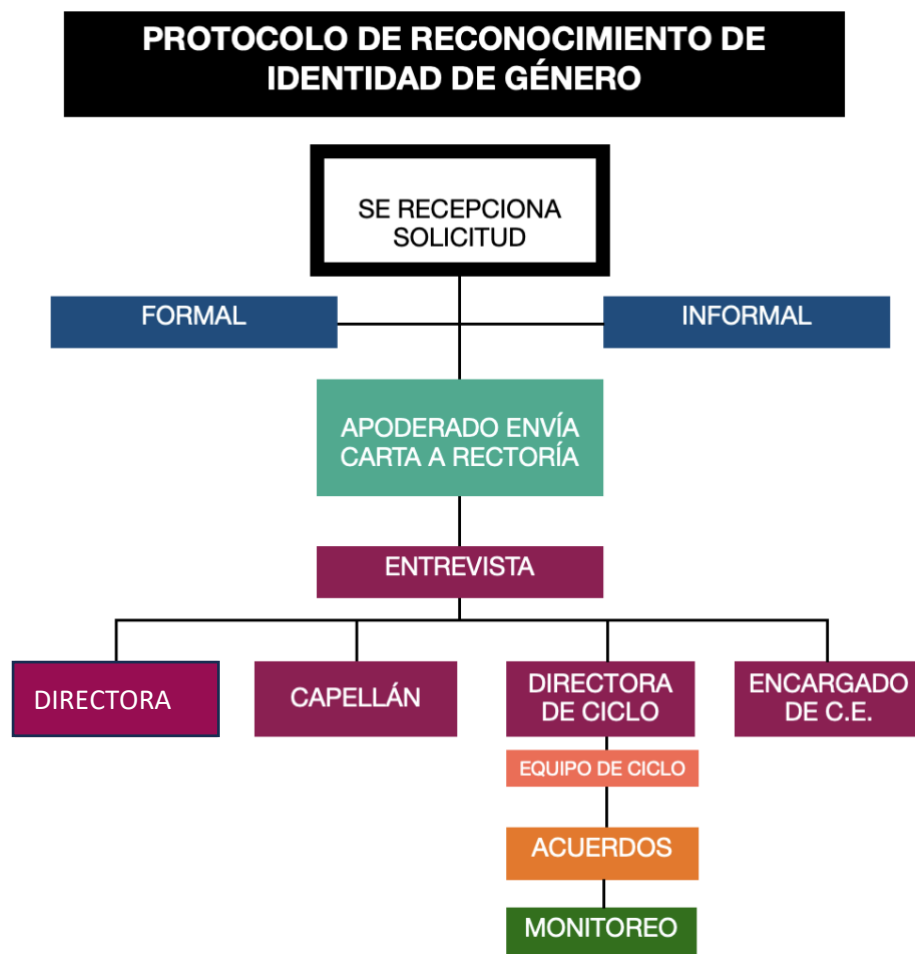 PROTOCOLO DE RECONOCIMIENTO DE
IDENTIDAD DE GÉNERO
SE RECEPCIONA
SOLICITUD
FORMAL
INFORMAL
APODERADO ENVÍA
CARTA A RECTORÍA
ENTREVISTA
DIRECTORA
CAPELLÁN
DIRECTORA
DE CICLO
ENCARGADO
DE C.E.
EQUIPO DE CICLO
ACUERDOS
MONITOREO